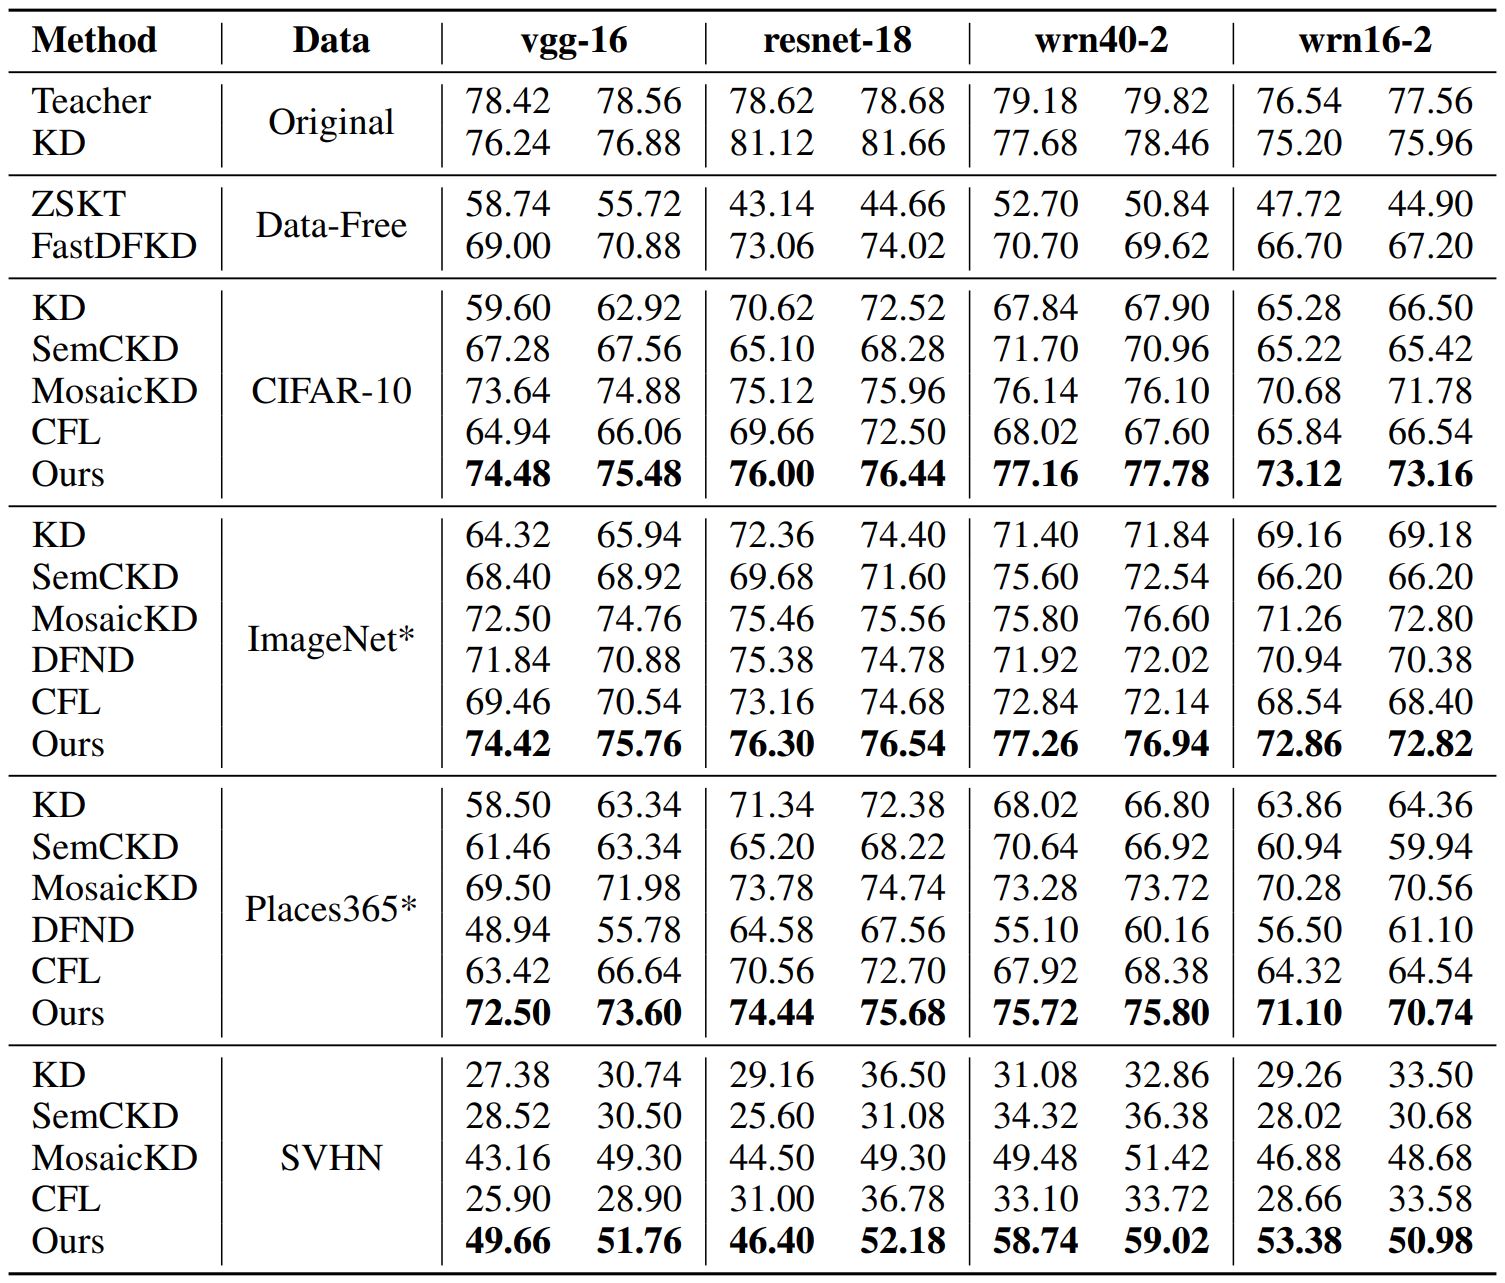 Method Data vgg-16 resnet-18 wrn40-2 wrn16-2
Teacher 78.42 78.56 78.62 78.68 79.18 79.82 76.54 77.56
Original
KD 76.24 76.88 81.12 81.66 77.68 78.46 75.20 75.96
ZSKT 58.74 55.72 43.14 44.66 52.70 50.84 47.72 44.90
Data-Free
FastDFKD 69.00 70.88 73.06 74.02 70.70 69.62 66.70 67.20
KD 59.60 62.92 70.62 72.52 67.84 67.90 65.28 66.50
SemCKD 67.28 67.56 65.10 68.28 71.70 70.96 65.22 65.42
MosaicKD CIFAR-10 73.64 74.88 75.12 75.96 76.14 76.10 70.68 71.78
CFL 64.94 66.06 69.66 72.50 68.02 67.60 65.84 66.54
Ours 74.48 75.48 76.00 76.44 77.16 77.78 73.12 73.16
KD 64.32 65.94 72.36 74.40 71.40 71.84 69.16 69.18
SemCKD 68.40 68.92 69.68 71.60 75.60 72.54 66.20 66.20
MosaicKD 72.50 74.76 75.46 75.56 75.80 76.60 71.26 72.80
ImageNet*
DFND 71.84 70.88 75.38 74.78 71.92 72.02 70.94 70.38
CFL 69.46 70.54 73.16 74.68 72.84 72.14 68.54 68.40
Ours 74.42 75.76 76.30 76.54 77.26 76.94 72.86 72.82
KD 58.50 63.34 71.34 72.38 68.02 66.80 63.86 64.36
SemCKD 61.46 63.34 65.20 68.22 70.64 66.92 60.94 59.94
MosaicKD 69.50 71.98 73.78 74.74 73.28 73.72 70.28 70.56
Places365*
DFND 48.94 55.78 64.58 67.56 55.10 60.16 56.50 61.10
CFL 63.42 66.64 70.56 72.70 67.92 68.38 64.32 64.54
Ours 72.50 73.60 74.44 75.68 75.72 75.80 71.10 70.74
KD 27.38 30.74 29.16 36.50 31.08 32.86 29.26 33.50
SemCKD 28.52 30.50 25.60 31.08 34.32 36.38 28.02 30.68
MosaicKD SVHN 43.16 49.30 44.50 49.30 49.48 51.42 46.88 48.68
CFL 25.90 28.90 31.00 36.78 33.10 33.72 28.66 33.58
Ours 49.66 51.76 46.40 52.18 58.74 59.02 53.38 50.98